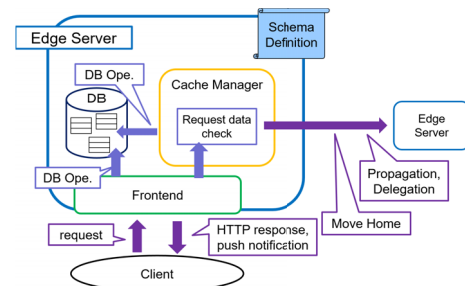 Edge Server
Schema
Definition
DB Ope.
Cache Manager
DB
Request data
check
Edge
Server
DB Ope.
Propagation,
Delegation
Frontend
Move Home
request
HTTP response,
push notification
Client